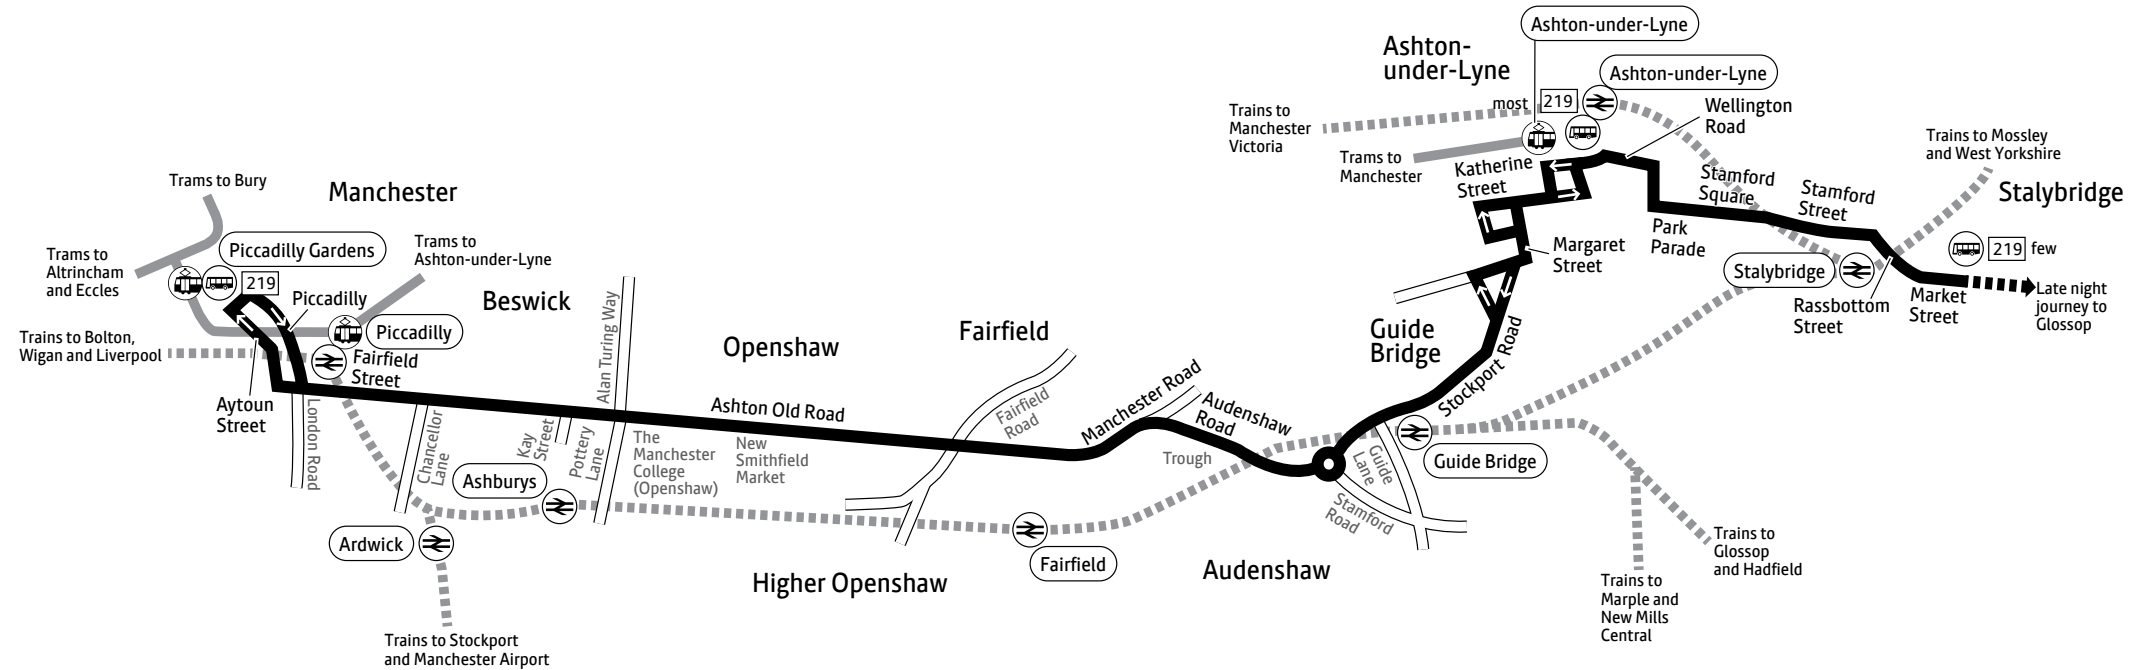 Ashton-under-Lyne
Ashton-
under-Lyne
Ashton-under-Lyne
most 219
Wellington
Road
Trains to
Manchester
Victoria
Trams to
Manchester
Katherine
Street
Stamford
Square
Stamford
Street
Trains to Mossley
and West Yorkshire
Stalybridge
Park
Parade
Margaret
Street
Stalybridge
219 few
Rassbottom
Street
Market
Street
Late night
journey to
Glossop
Trams to Bury
Manchester
Trams to
Altrincham
and Eccles
Piccadilly Gardens
219
Piccadilly
Trams to
Ashton-under-Lyne
Piccadilly
Trains to Bolton,
Wigan and Liverpool
Fairfield
Street
Beswick
Alan Turing Way
Openshaw
Fairfield
Guide
Bridge
Aytoun
Street
London Road
Chancellor
Lane
Kay
Street
Pottery
Lane
Ashton Old Road
The
Manchester
College
(Openshaw)
New
Smithfield
Market
Fairfield
Road
Manchester Road
Audenshaw
Road
Stockport Road
Trough
Guide
Lane
Guide Bridge
Stamford
Road
Ashburys
Ardwick
Fairfield
Higher Openshaw
Audenshaw
Trains to
Glossop
and Hadfield
Trains to
Marple and
New Mills
Central
Trains to Stockport
and Manchester Airport